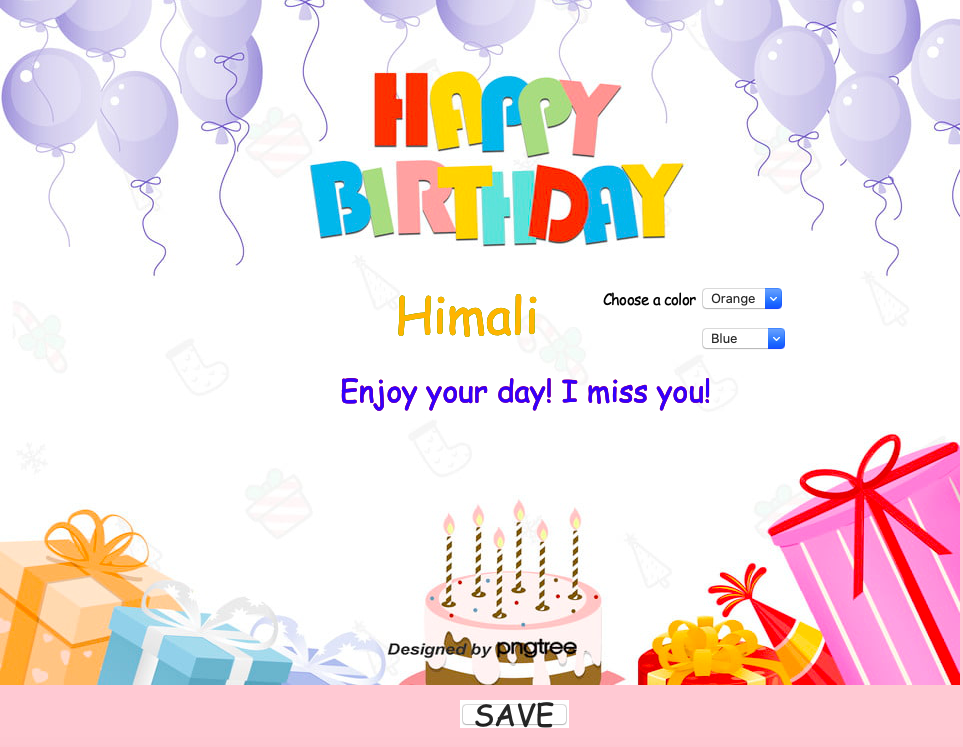 HAPPY
BIRTHDAY
Himali
Choose a color Orange
Blue
Enjoy your day! I miss you!
Designed by pngtree
SAVE